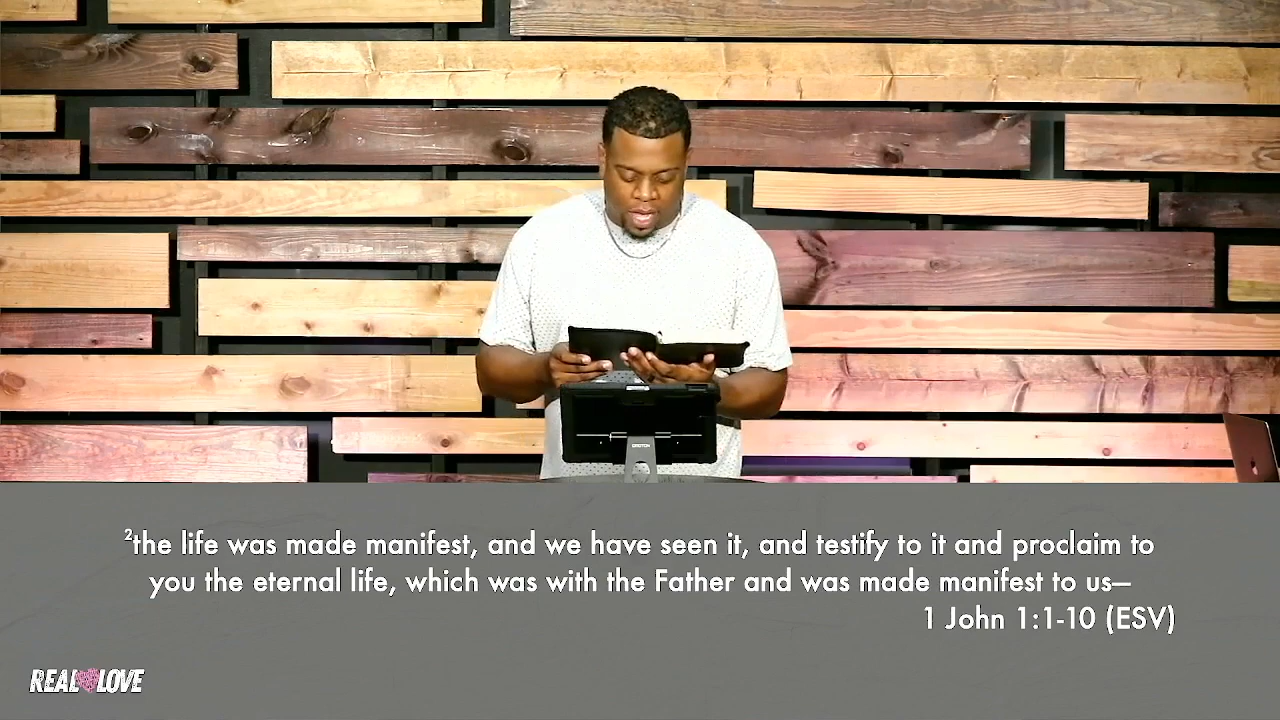 ²the life was made manifest, and we have seen it, and testify to it and proclaim to
you the eternal life, which was with the Father and was made manifest to us—
1 John 1:1-10 (ESV)
REAL LOVE